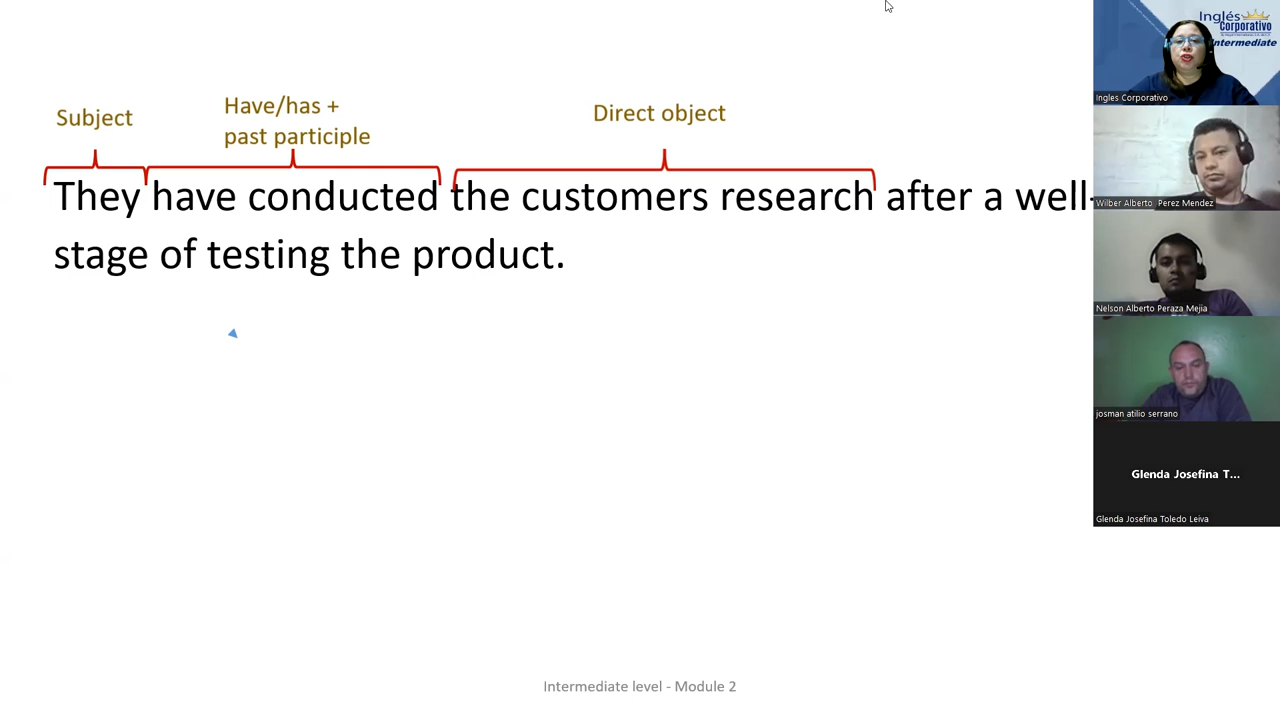 Subject
Have/has +
past participle
Direct object
They have conducted the customers research after a well-
stage of testing the product.
Intermediate level - Module 2
Inglés
Corporativo
Intermediate
Ingles Corporativo
Wilber Alberto Perez Mendez
Nelson Alberto Peraza Mejia
josman atilio serrano
Glenda Josefina T...
Glenda Josefina Toledo Leiva